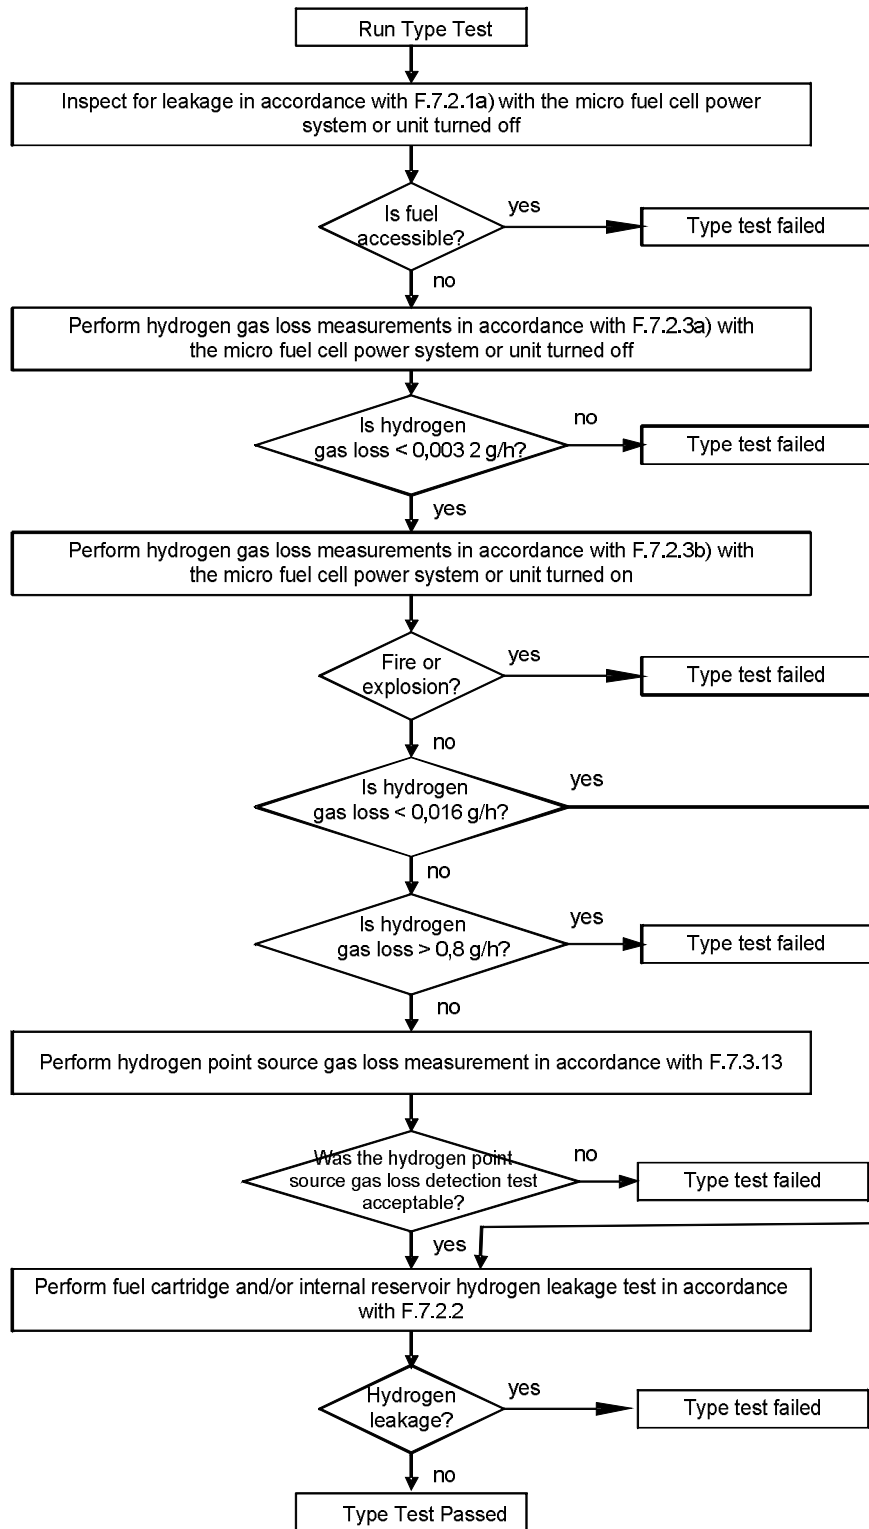 Run Type Test
Inspect for leakage in accordance with F.7.2.1a) with the micro fuel cell power
system or unit turned off
Is fuel
accessible?
yes
Type test failed
no
Perform hydrogen gas loss measurements in accordance with F.7.2.3a) with
the micro fuel cell power system or unit turned off
Is hydrogen
gas loss < 0,003 2 g/h?
no
Type test failed
yes
Perform hydrogen gas loss measurements in accordance with F.7.2.3b) with
the micro fuel cell power system or unit turned on
Fire or
explosion?
yes
Type test failed
no
Is hydrogen
gas loss < 0,016 g/h?
yes
no
Is hydrogen
gas loss > 0,8 g/h?
yes
Type test failed
no
Perform hydrogen point source gas loss measurement in accordance with F.7.3.13
Was the hydrogen point
source gas loss detection test
acceptable?
no
Type test failed
yes
Perform fuel cartridge and/or internal reservoir hydrogen leakage test in accordance
with F.7.2.2
Hydrogen
leakage?
yes
Type test failed
no
Type Test Passed